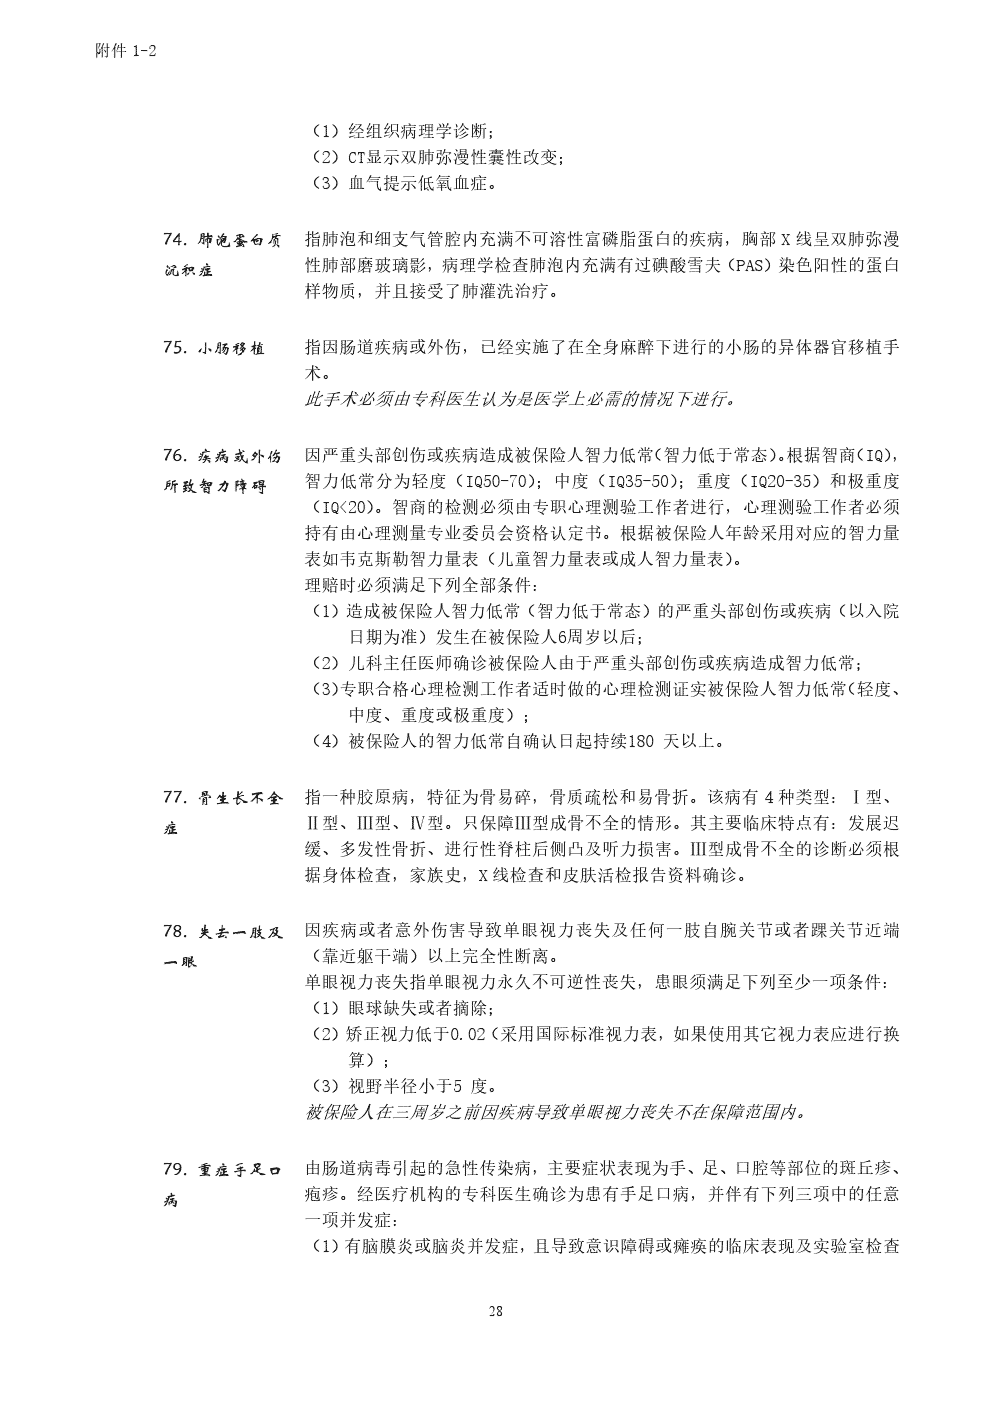 附件 1-2
（1）经组织病理学诊断;
（2）CT显示双肺弥漫性囊性改变;
（3）血气提示低氧血症。
74. 肺泡蛋白质 指肺泡和细支气管腔内充满不可溶性富磷脂蛋白的疾病，胸部 X 线呈双肺弥漫
沉积症 性肺部磨玻璃影，病理学检查肺泡内充满有过碘酸雪夫（PAS）染色阳性的蛋白
样物质，并且接受了肺灌洗治疗。
75. 小肠移植 指因肠道疾病或外伤，已经实施了在全身麻醉下进行的小肠的异体器官移植手
术。
此手术必须由专科医生认为是医学上必需的情况下进行。
76. 疾病或外伤 因严重头部创伤或疾病造成被保险人智力低常（智力低于常态）。根据智商（IQ），
所致智力障碍 智力低常分为轻度（IQ50-70）；中度（IQ35-50）；重度（IQ20-35）和极重度
（IQ<20）。智商的检测必须由专职心理测验工作者进行，心理测验工作者必须
持有由心理测量专业委员会资格认定书。根据被保险人年龄采用对应的智力量
表如韦克斯勒智力量表（儿童智力量表或成人智力量表）。
理赔时必须满足下列全部条件：
（1）造成被保险人智力低常（智力低于常态）的严重头部创伤或疾病（以入院
日期为准）发生在被保险人6周岁以后;
（2）儿科主任医师确诊被保险人由于严重头部创伤或疾病造成智力低常;
（3）专职合格心理检测工作者适时做的心理检测证实被保险人智力低常（轻度、
中度、重度或极重度）;
（4）被保险人的智力低常自确认日起持续180 天以上。
77. 骨生长不全 指一种胶原病，特征为骨易碎，骨质疏松和易骨折。该病有 4 种类型：Ⅰ型、
症 Ⅱ型、Ⅲ型、Ⅳ型。只保障Ⅲ型成骨不全的情形。其主要临床特点有：发展迟
缓、多发性骨折、进行性脊柱后侧凸及听力损害。Ⅲ型成骨不全的诊断必须根
据身体检查，家族史，X 线检查和皮肤活检报告资料确诊。
78. 失去一肢及 因疾病或者意外伤害导致单眼视力丧失及任何一肢自腕关节或者踝关节近端
一眼 （靠近躯干端）以上完全性断离。
单眼视力丧失指单眼视力永久不可逆性丧失，患眼须满足下列至少一项条件：
（1）眼球缺失或者摘除;
（2）矫正视力低于0.02（采用国际标准视力表，如果使用其它视力表应进行换
算）;
（3）视野半径小于5 度。
被保险人在三周岁之前因疾病导致单眼视力丧失不在保障范围内。
79. 重症手足口 由肠道病毒引起的急性传染病，主要症状表现为手、足、口腔等部位的斑丘疹、
病 疱疹。经医疗机构的专科医生确诊为患有手足口病，并伴有下列三项中的任意
一项并发症：
（1）有脑膜炎或脑炎并发症，且导致意识障碍或瘫痪的临床表现及实验室检查
28